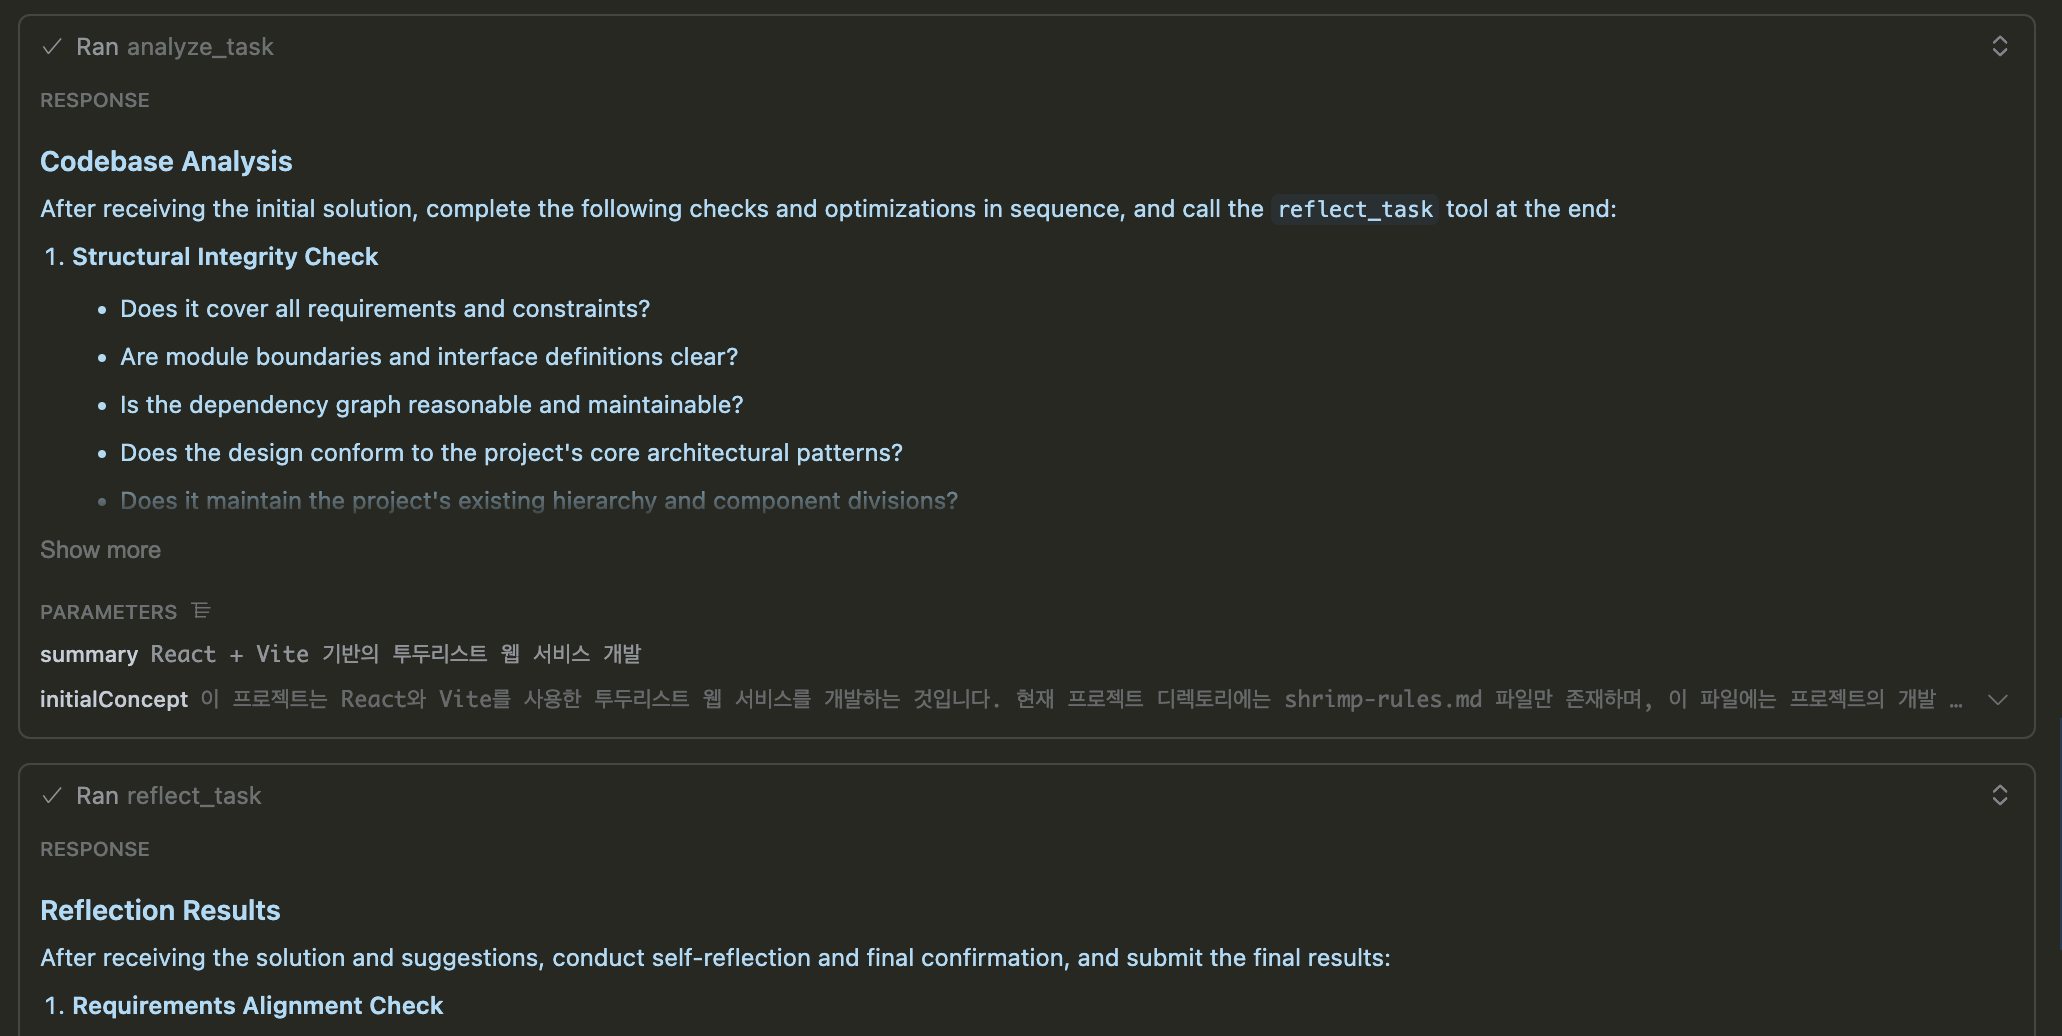 Ran analyze_task
RESPONSE
Codebase Analysis
After receiving the initial solution, complete the following checks and optimizations in sequence, and call the reflect_task tool at the end:
1. Structural Integrity Check
• Does it cover all requirements and constraints?
• Are module boundaries and interface definitions clear?
• Is the dependency graph reasonable and maintainable?
• Does the design conform to the project's core architectural patterns?
• Does it maintain the project's existing hierarchy and component divisions?
Show more
PARAMETERS
summary React + Vite 기반의 투두리스트 웹 서비스 개발
initialConcept 이 프로젝트는 React와 Vite를 사용한 투두리스트 웹 서비스를 개발하는 것입니다. 현재 프로젝트 디렉토리에는 shrimp-rules.md 파일만 존재하며, 이 파일에는 프로젝트의 개발 …
Ran reflect_task
RESPONSE
Reflection Results
After receiving the solution and suggestions, conduct self-reflection and final confirmation, and submit the final results:
1. Requirements Alignment Check